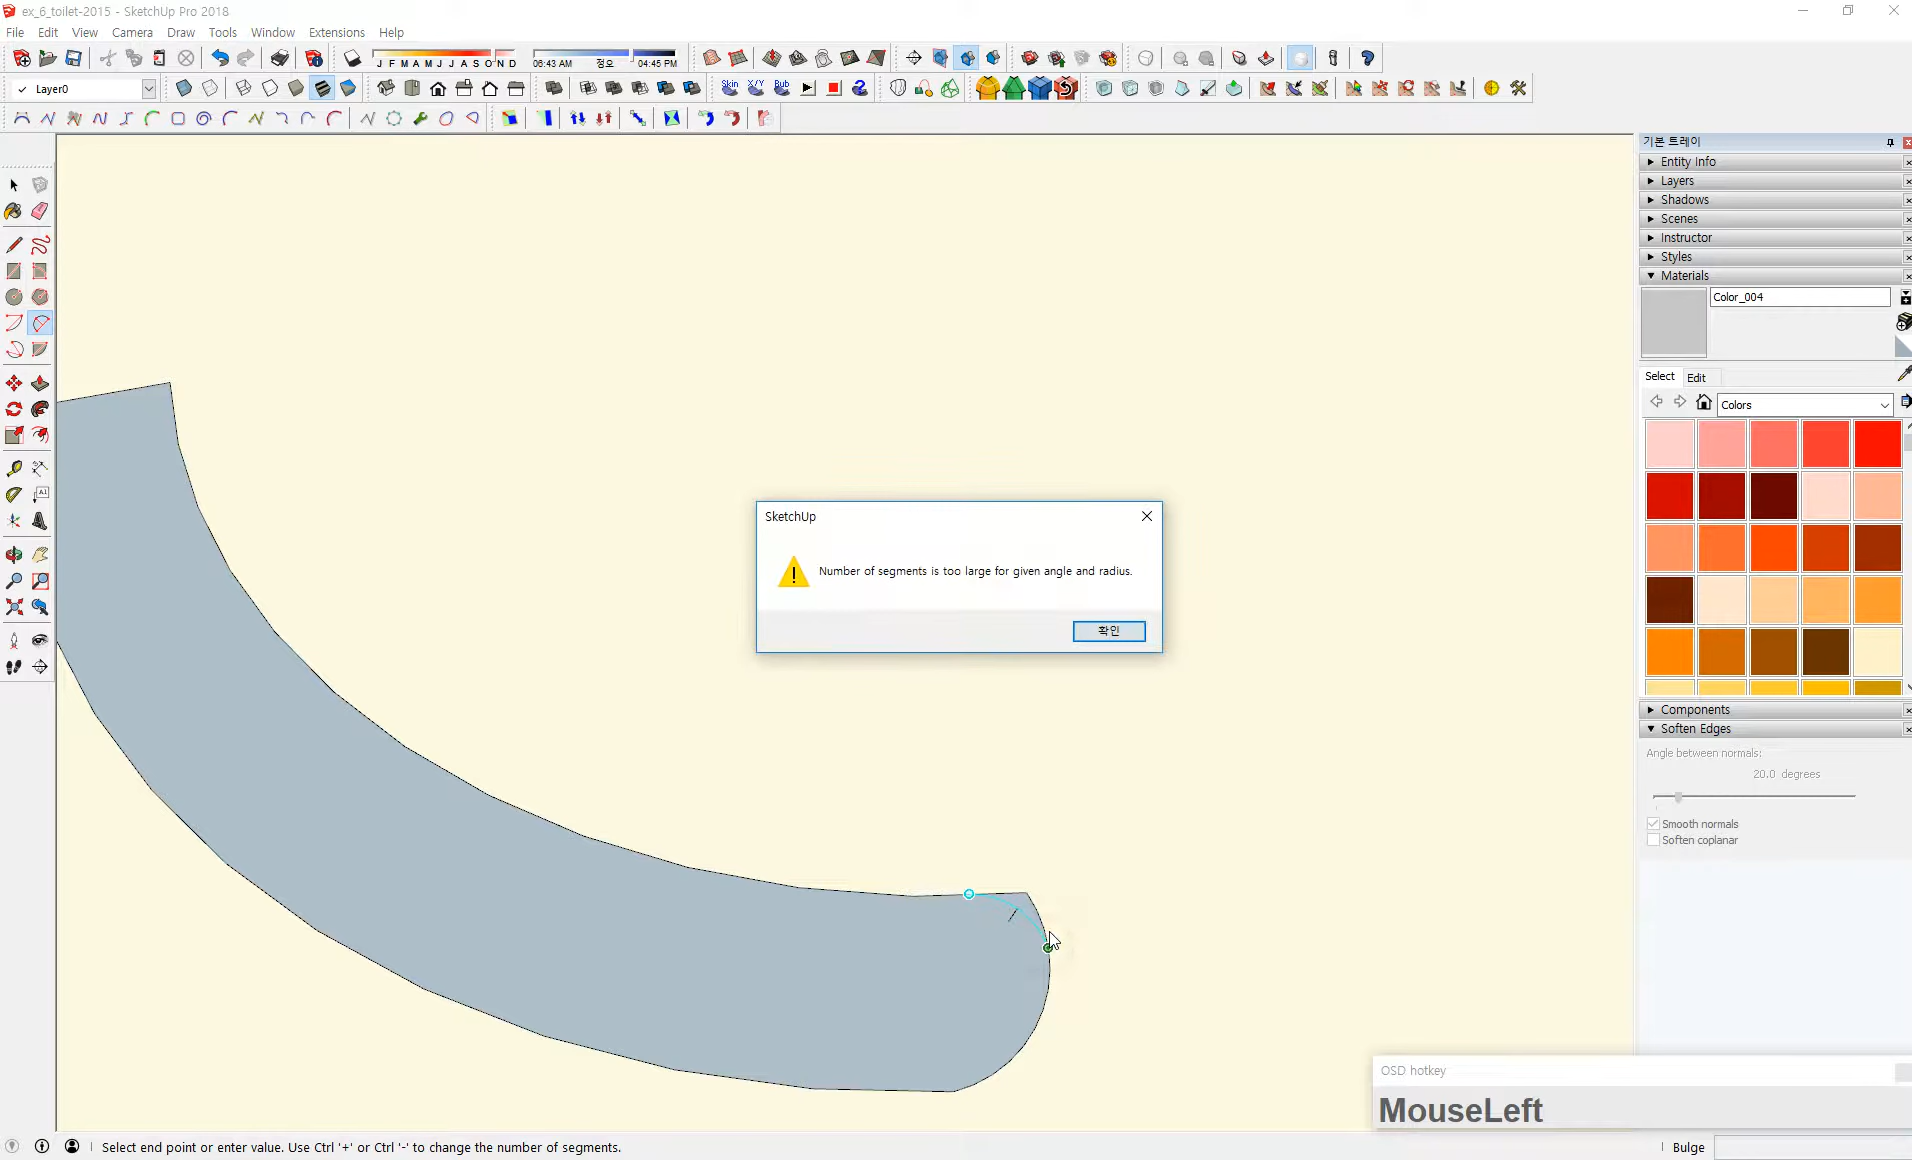 ex_6_toilet-2015 - SketchUp Pro 2018
File Edit View Camera Draw Tools Window Extensions Help
J F M A M J J A S O N D
06:43 AM 정오 04:45 PM
Layer0
Skin X/Y Bub
기본 트레이
Entity Info
Layers
Shadows
Scenes
Instructor
Styles
Materials
Color_004
Select Edit
Colors
SketchUp
Number of segments is too large for given angle and radius.
확인
Components
Soften Edges
Angle between normals:
20.0 degrees
Smooth normals
Soften coplanar
OSD hotkey
MouseLeft
Select end point or enter value. Use Ctrl '+' or Ctrl '-' to change the number of segments.
Bulge